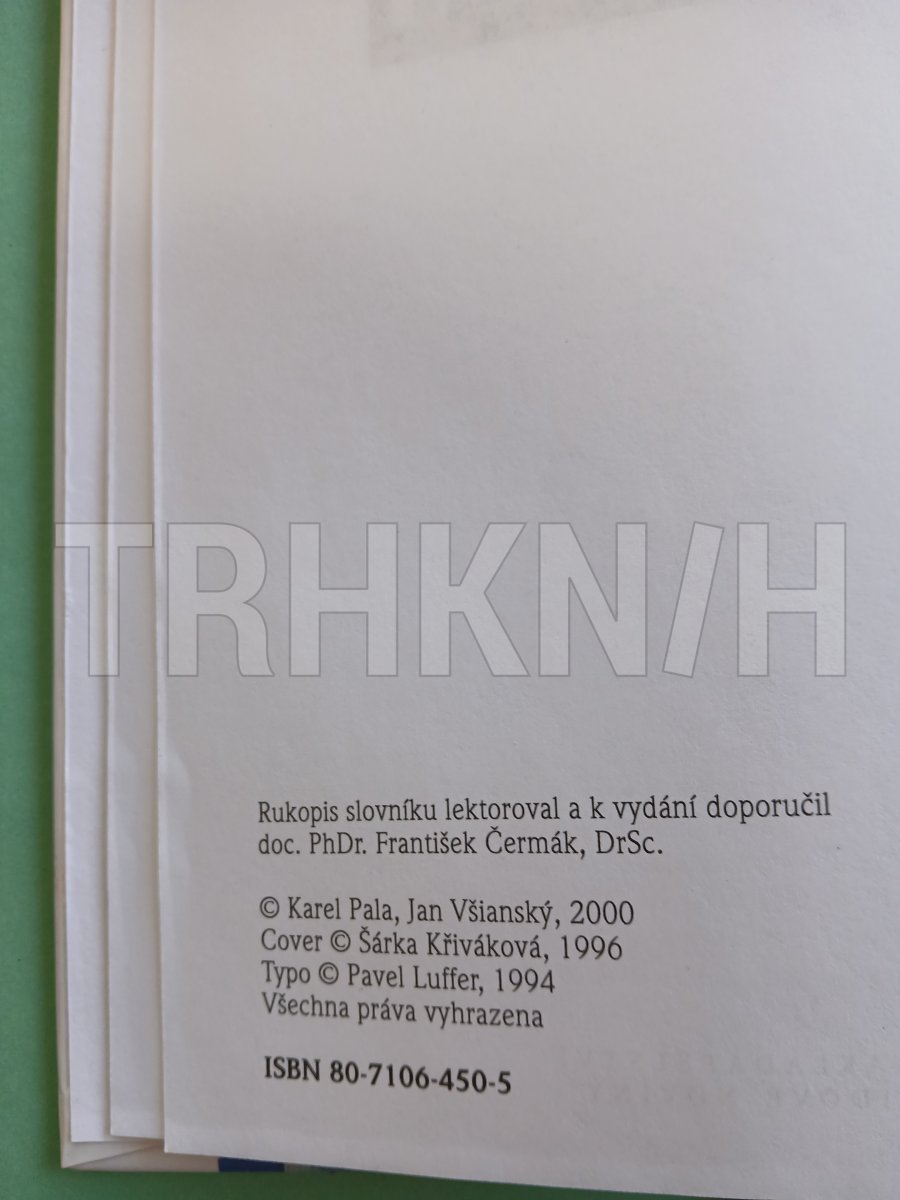 TRHKN/H
Rukopis slovníku lektoroval a k vydání doporučil
doc. PhDr. František Čermák, DrSc.
© Karel Pala, Jan Všianský, 2000
Cover © Šárka Křiváková, 1996
Typo © Pavel Luffer, 1994
Všechna práva vyhrazena
ISBN 80-7106-450-5